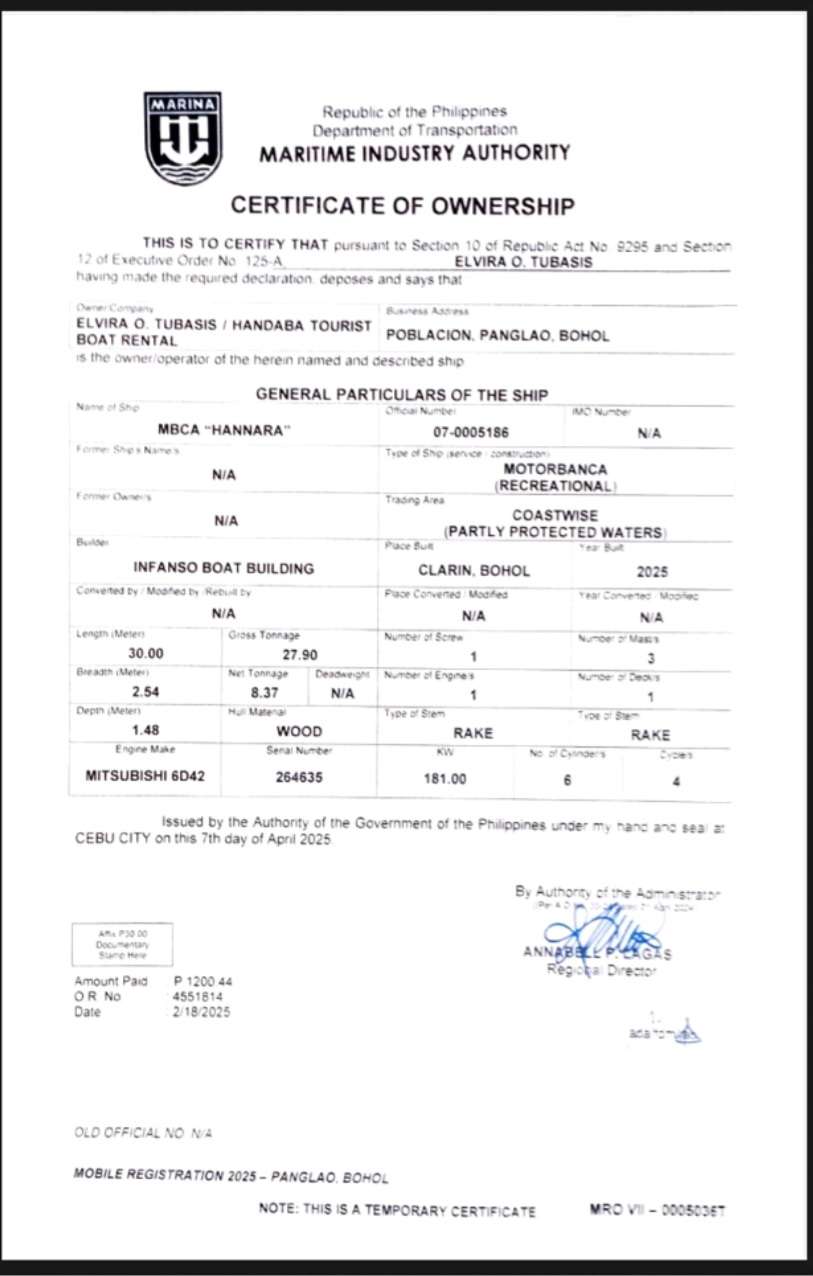 MARINA
Republic of the Philippines
Department of Transportation
MARITIME INDUSTRY AUTHORITY
CERTIFICATE OF OWNERSHIP
THIS IS TO CERTIFY THAT pursuant to Section 10 of Republic Act No. 9295 and Section
12 of Executive Order No. 125-A ELVIRA O. TUBASIS
having made the required declaration, deposes and says that
Owner/Company Business Address
ELVIRA O. TUBASIS / HANDABA TOURIST BOAT RENTAL POBLACION, PANGLAO, BOHOL
is the owner/operator of the herein named and described ship
GENERAL PARTICULARS OF THE SHIP
Name of Ship Official Number IMO Number
MBCA "HANNARA" 07-0005186 N/A
Former Ship's Name/s Type of Ship (service / construction)
N/A MOTORBANCA
(RECREATIONAL)
Former Owner/s Trading Area
N/A COASTWISE
(PARTLY PROTECTED WATERS)
Builder Place Built Year Built
INFANSO BOAT BUILDING CLARIN, BOHOL 2025
Converted by / Modified by /Rebuilt by Place Converted / Modified Year Converted / Modified
N/A N/A N/A
Length (Meter) Gross Tonnage Number of Screw Number of Mast/s
30.00 27.90 1 3
Breadth (Meter) Net Tonnage Deadweight Number of Engine/s Number of Deck/s
2.54 8.37 N/A 1 1
Depth (Meter) Hull Material Type of Stem Type of Stem
1.48 WOOD RAKE RAKE
Engine Make Serial Number KW No. of Cylinder/s Cycle/s
MITSUBISHI 6D42 264635 181.00 6 4
Issued by the Authority of the Government of the Philippines under my hand and seal at
CEBU CITY on this 7th day of April 2025
By Authority of the Administrator
Affix P30.00
Documentary
Stamp Here
ANNABELL P. LAGAS
Regional Director
Amount Paid P 1200.44
O R No : 4551814
Date : 2/18/2025
OLD OFFICIAL NO. N/A
MOBILE REGISTRATION 2025 – PANGLAO, BOHOL
NOTE: THIS IS A TEMPORARY CERTIFICATE MRO VII – 0005036T